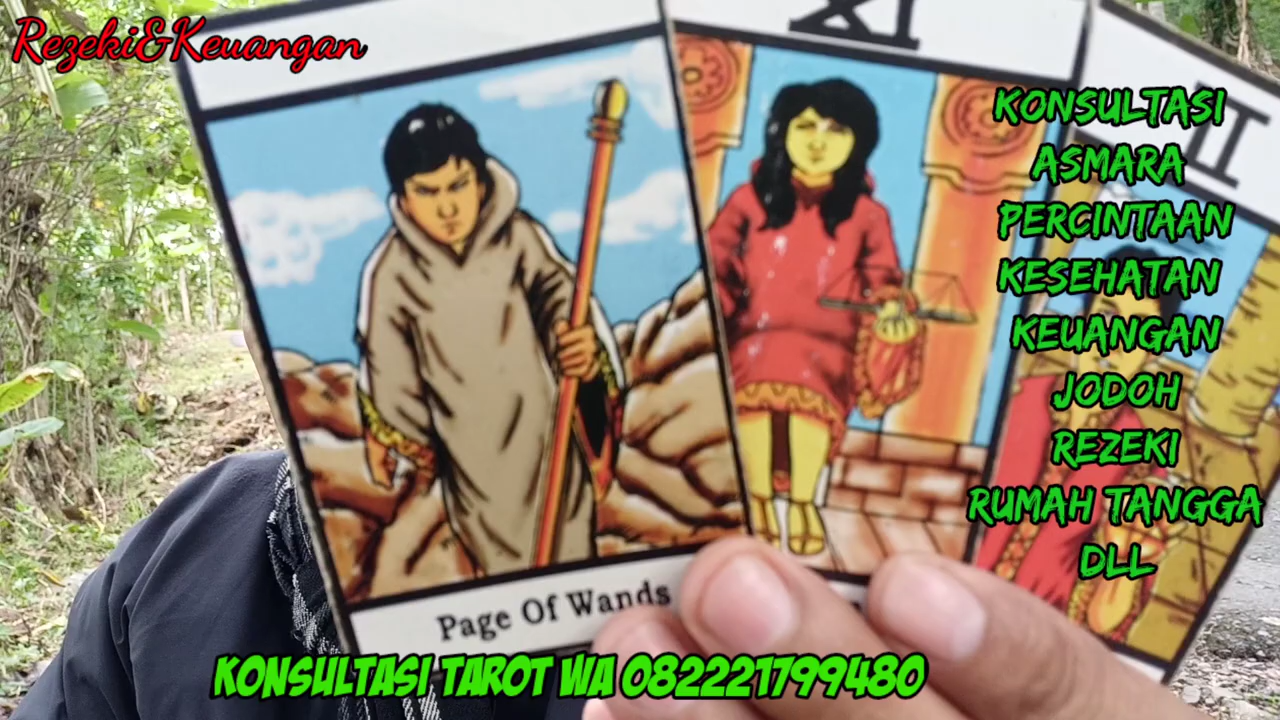 Rezeki&Keuangan
XI
II
KONSULTASI
ASMARA
PERCINTAAN
KESEHATAN
KEUANGAN
JODOH
REZEKI
RUMAH TANGGA
DLL
Page Of Wands
KONSULTASI TAROT WA 082221799480